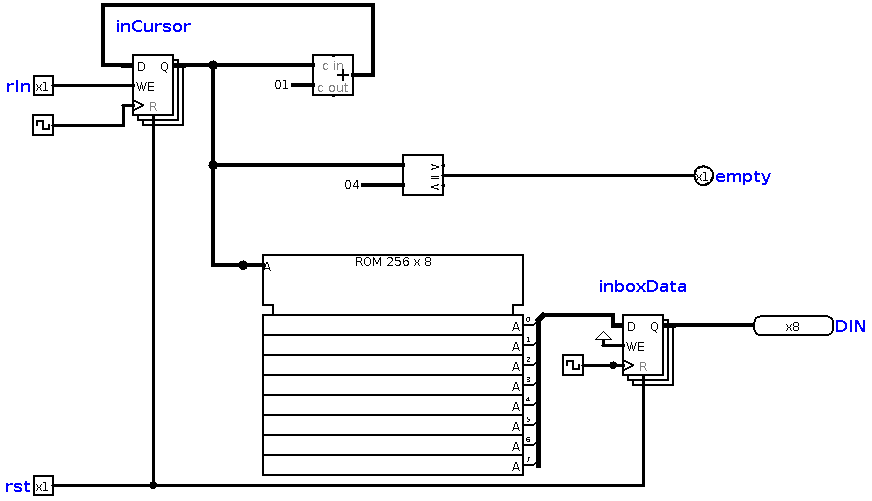 inCursor
D Q
rIn x1 WE
R
c in
+
01 c out
04 > = <
x1 empty
A ROM 256 x 8
inboxData
A 0
A 1
A 2
A 3
A 4
A 5
A 6
A 7
D Q
WE
R
x8 DIN
rst x1